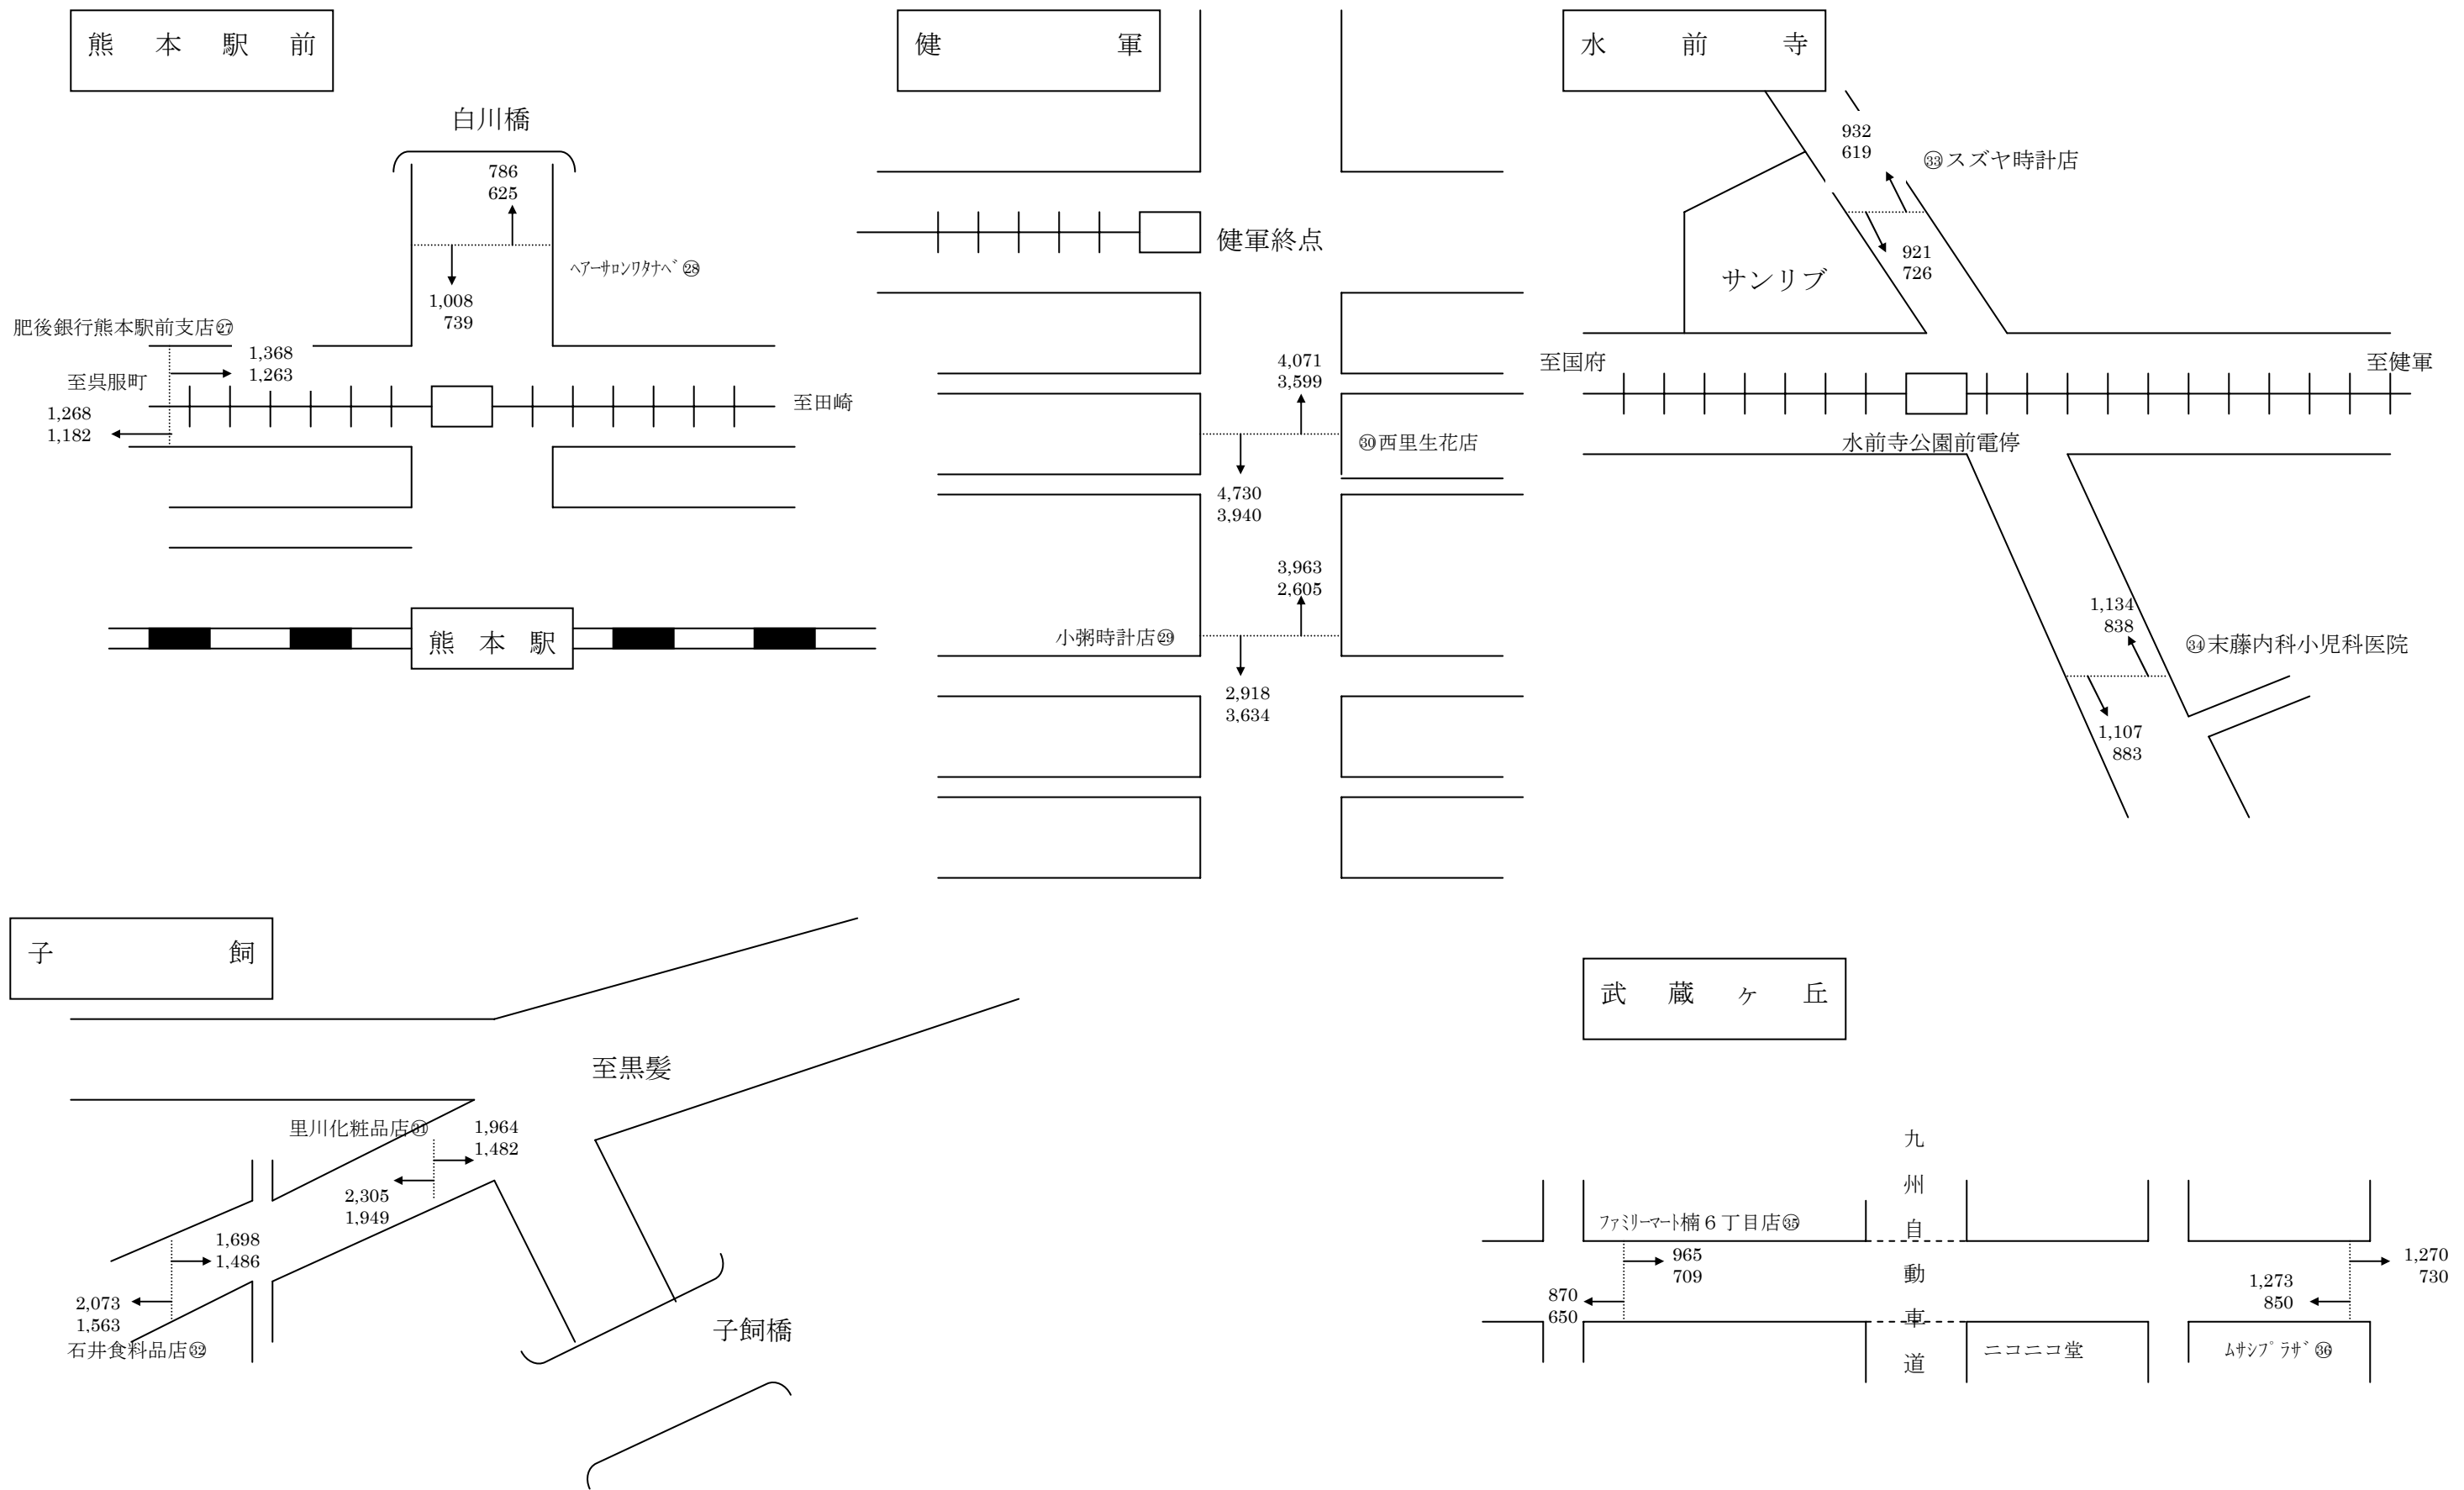 熊本駅前
白川橋
786
625
ﾍｱｰｻﾛﾝﾜﾀﾅﾍﾞ㉘
1,008
739
肥後銀行熊本駅前支店㉗
1,368
1,263
至呉服町
1,268
1,182
至田崎
熊本駅
健軍
健軍終点
4,071
3,599
㉚西里生花店
4,730
3,940
3,963
2,605
小粥時計店㉙
2,918
3,634
水前寺
932
619
㉝スズヤ時計店
921
726
サンリブ
至国府
至健軍
水前寺公園前電停
1,134
838
㉞末藤内科小児科医院
1,107
883
子飼
至黒髪
里川化粧品店㉛
1,964
1,482
2,305
1,949
1,698
1,486
2,073
1,563
石井食料品店㉜
子飼橋
武蔵ヶ丘
九州自動車道
ﾌｧﾐﾘｰﾏｰﾄ楠６丁目店㉟
965
709
870
650
1,270
730
1,273
850
ニコニコ堂
ﾑｻｼﾌﾟﾗｻﾞ㊱